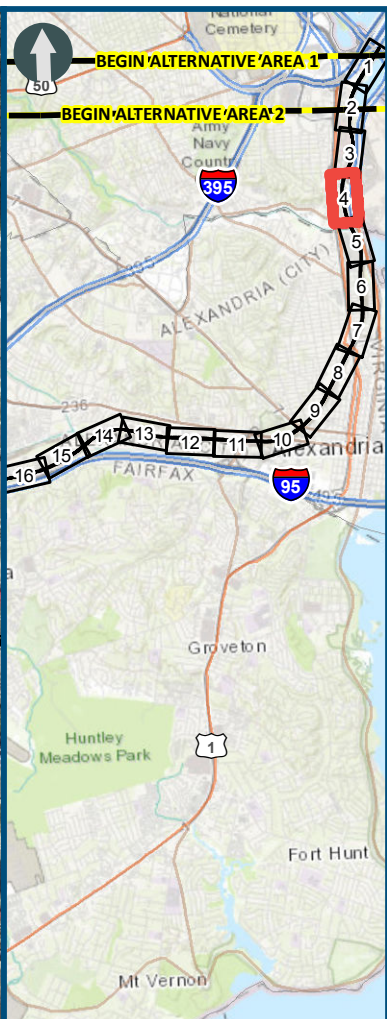 National
Cemetery
50
BEGIN ALTERNATIVE AREA 1
1
BEGIN ALTERNATIVE AREA 2
2
Army
Navy
Country
3
395
4
5
395
ALEXANDRIA (CITY)
6
VIRGINIA
7
8
236
9
14
13
12
11
10
Alexandria
15
16
FAIRFAX
95
495
Groveton
Huntley
Meadows Park
1
Fort Hunt
Mt Vernon